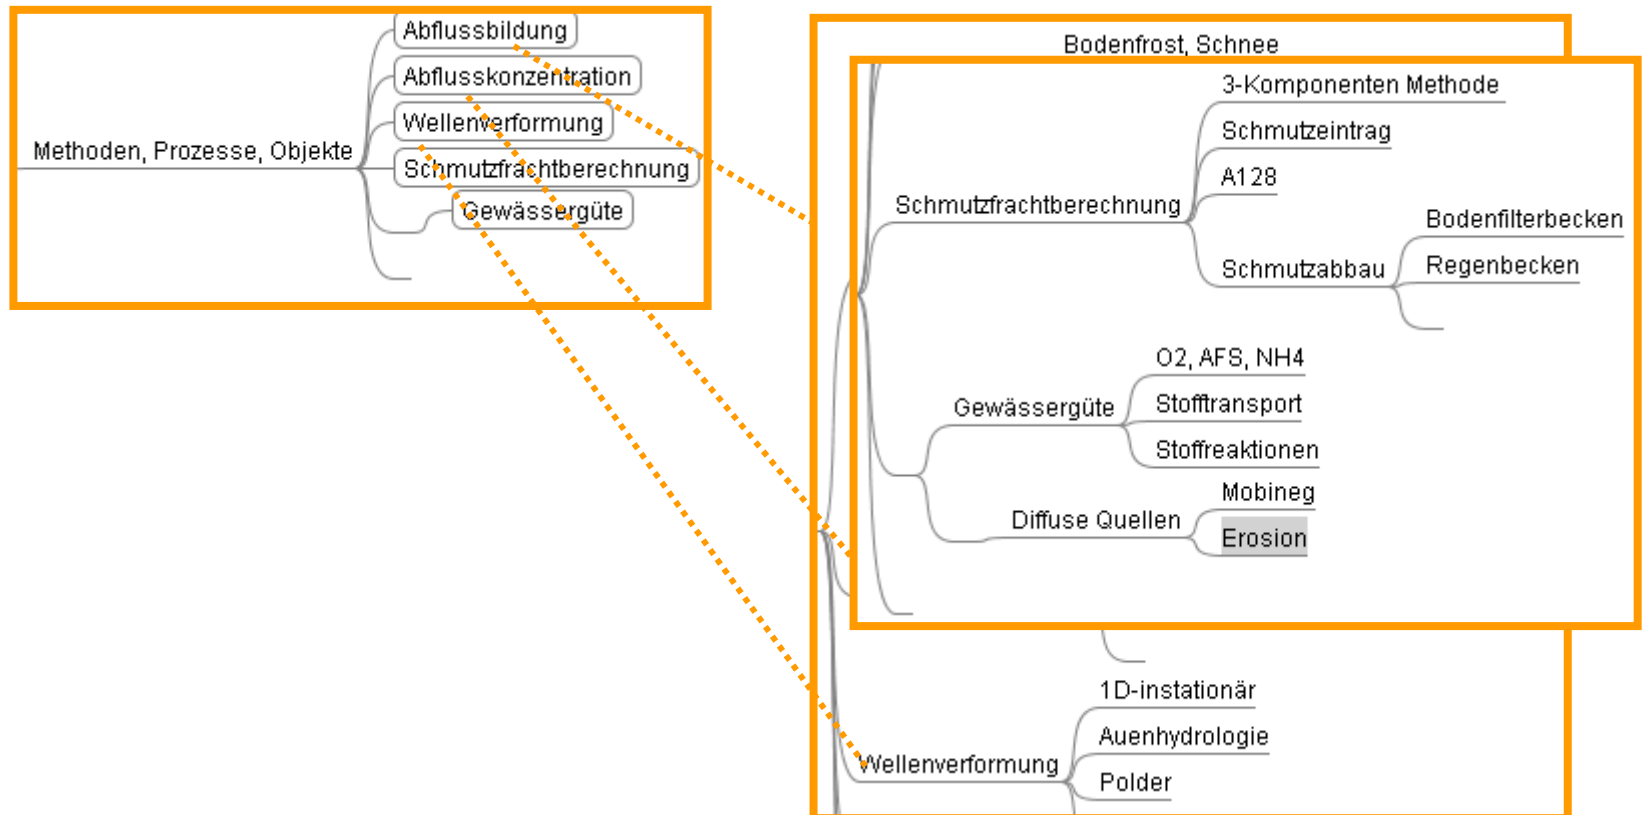 Abflussbildung
Abflusskonzentration
Wellenverformung
Methoden, Prozesse, Objekte
Schmutzfrachtberechnung
Gewässergüte
Bodenfrost, Schnee
3-Komponenten Methode
Schmutzeintrag
A128
Schmutzfrachtberechnung
Bodenfilterbecken
Schmutzabbau
Regenbecken
O2, AFS, NH4
Gewässergüte
Stofftransport
Stoffreaktionen
Mobineg
Diffuse Quellen
Erosion
1D-instationär
Auenhydrologie
Wellenverformung
Polder